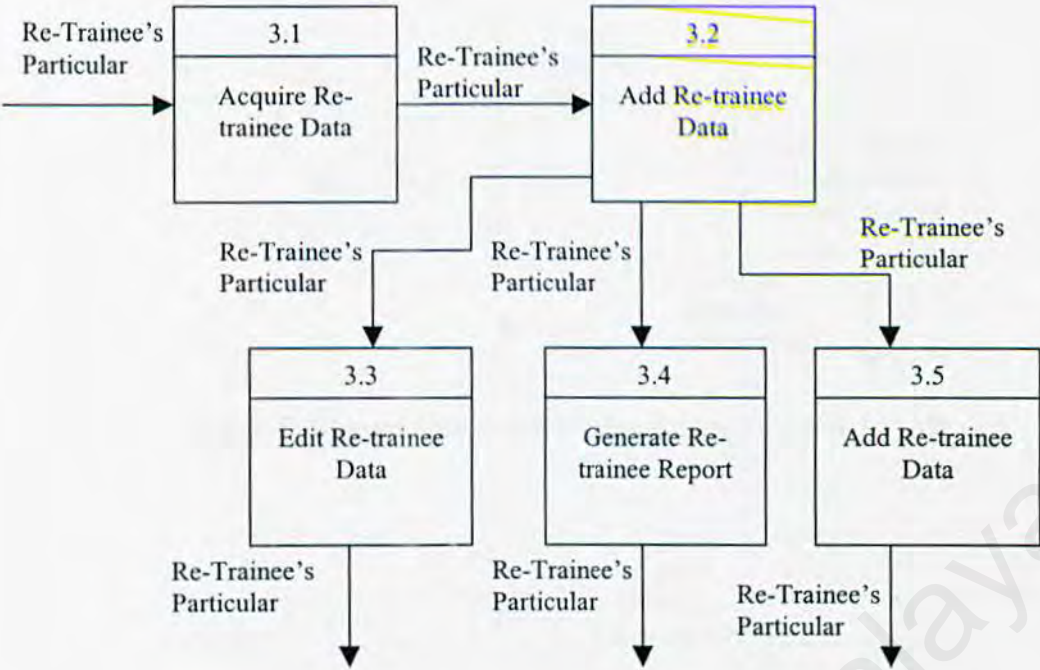 Re-Trainee's
Particular
3.1
Acquire Re-
trainee Data
Re-Trainee's
Particular
3.2
Add Re-trainee
Data
Re-Trainee's
Particular
Re-Trainee's
Particular
Re-Trainee's
Particular
3.3
Edit Re-trainee
Data
3.4
Generate Re-
trainee Report
3.5
Add Re-trainee
Data
Re-Trainee's
Particular
Re-Trainee's
Particular
Re-Trainee's
Particular